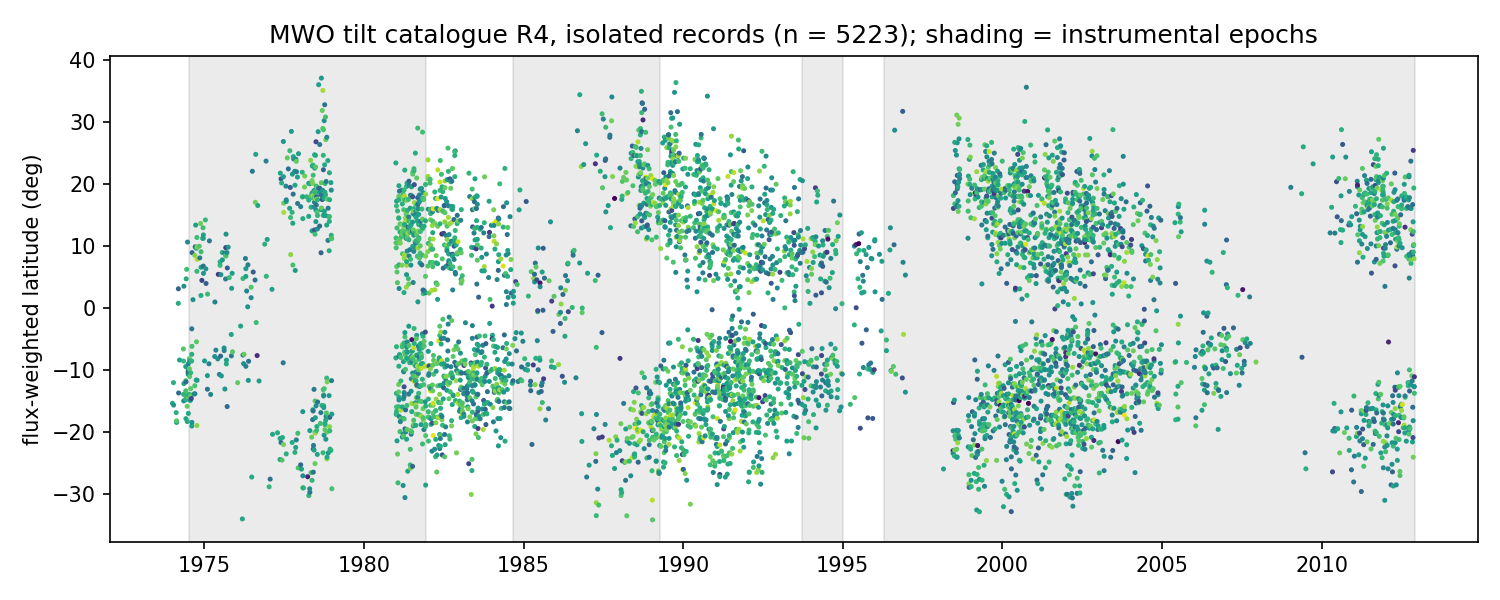 MWO tilt catalogue R4, isolated records (n = 5223); shading = instrumental epochs
flux-weighted latitude (deg)
40
30
20
10
0
−10
−20
−30
1975 1980 1985 1990 1995 2000 2005 2010